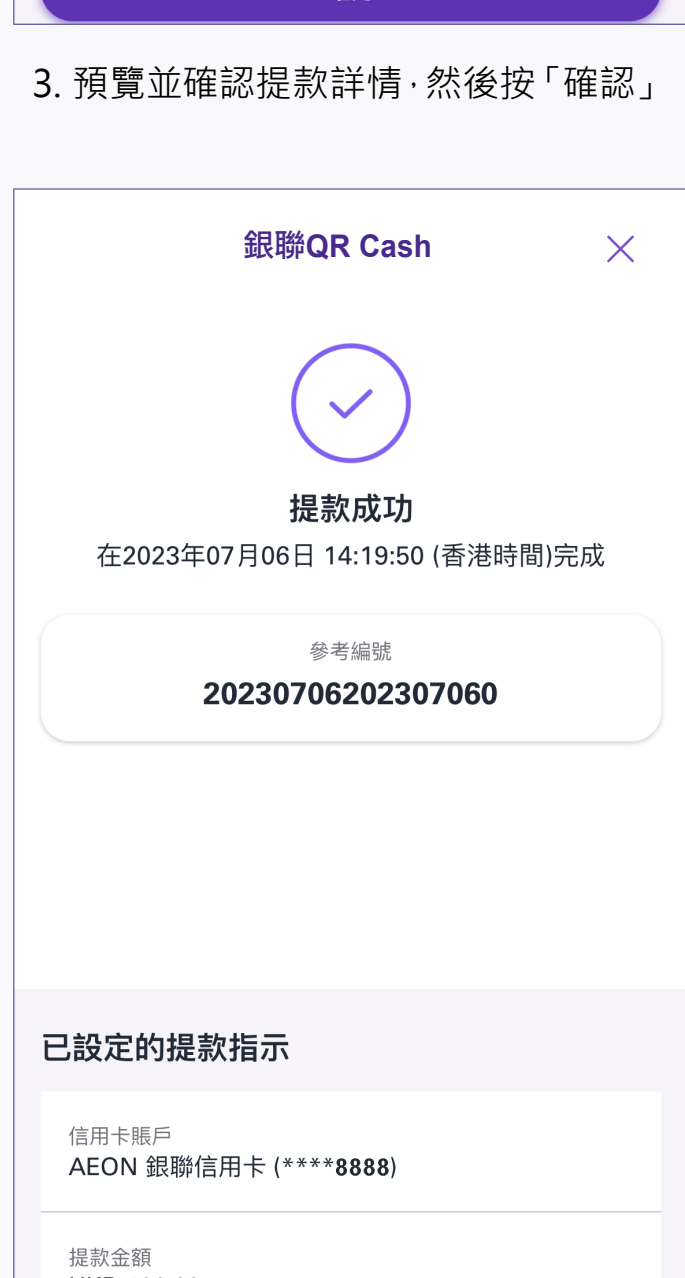 3. 預覽並確認提款詳情，然後按「確認」
銀聯QR Cash
提款成功
在2023年07月06日 14:19:50 (香港時間)完成
參考編號
20230706202307060
已設定的提款指示
信用卡賬戶
AEON 銀聯信用卡 (****8888)
提款金額